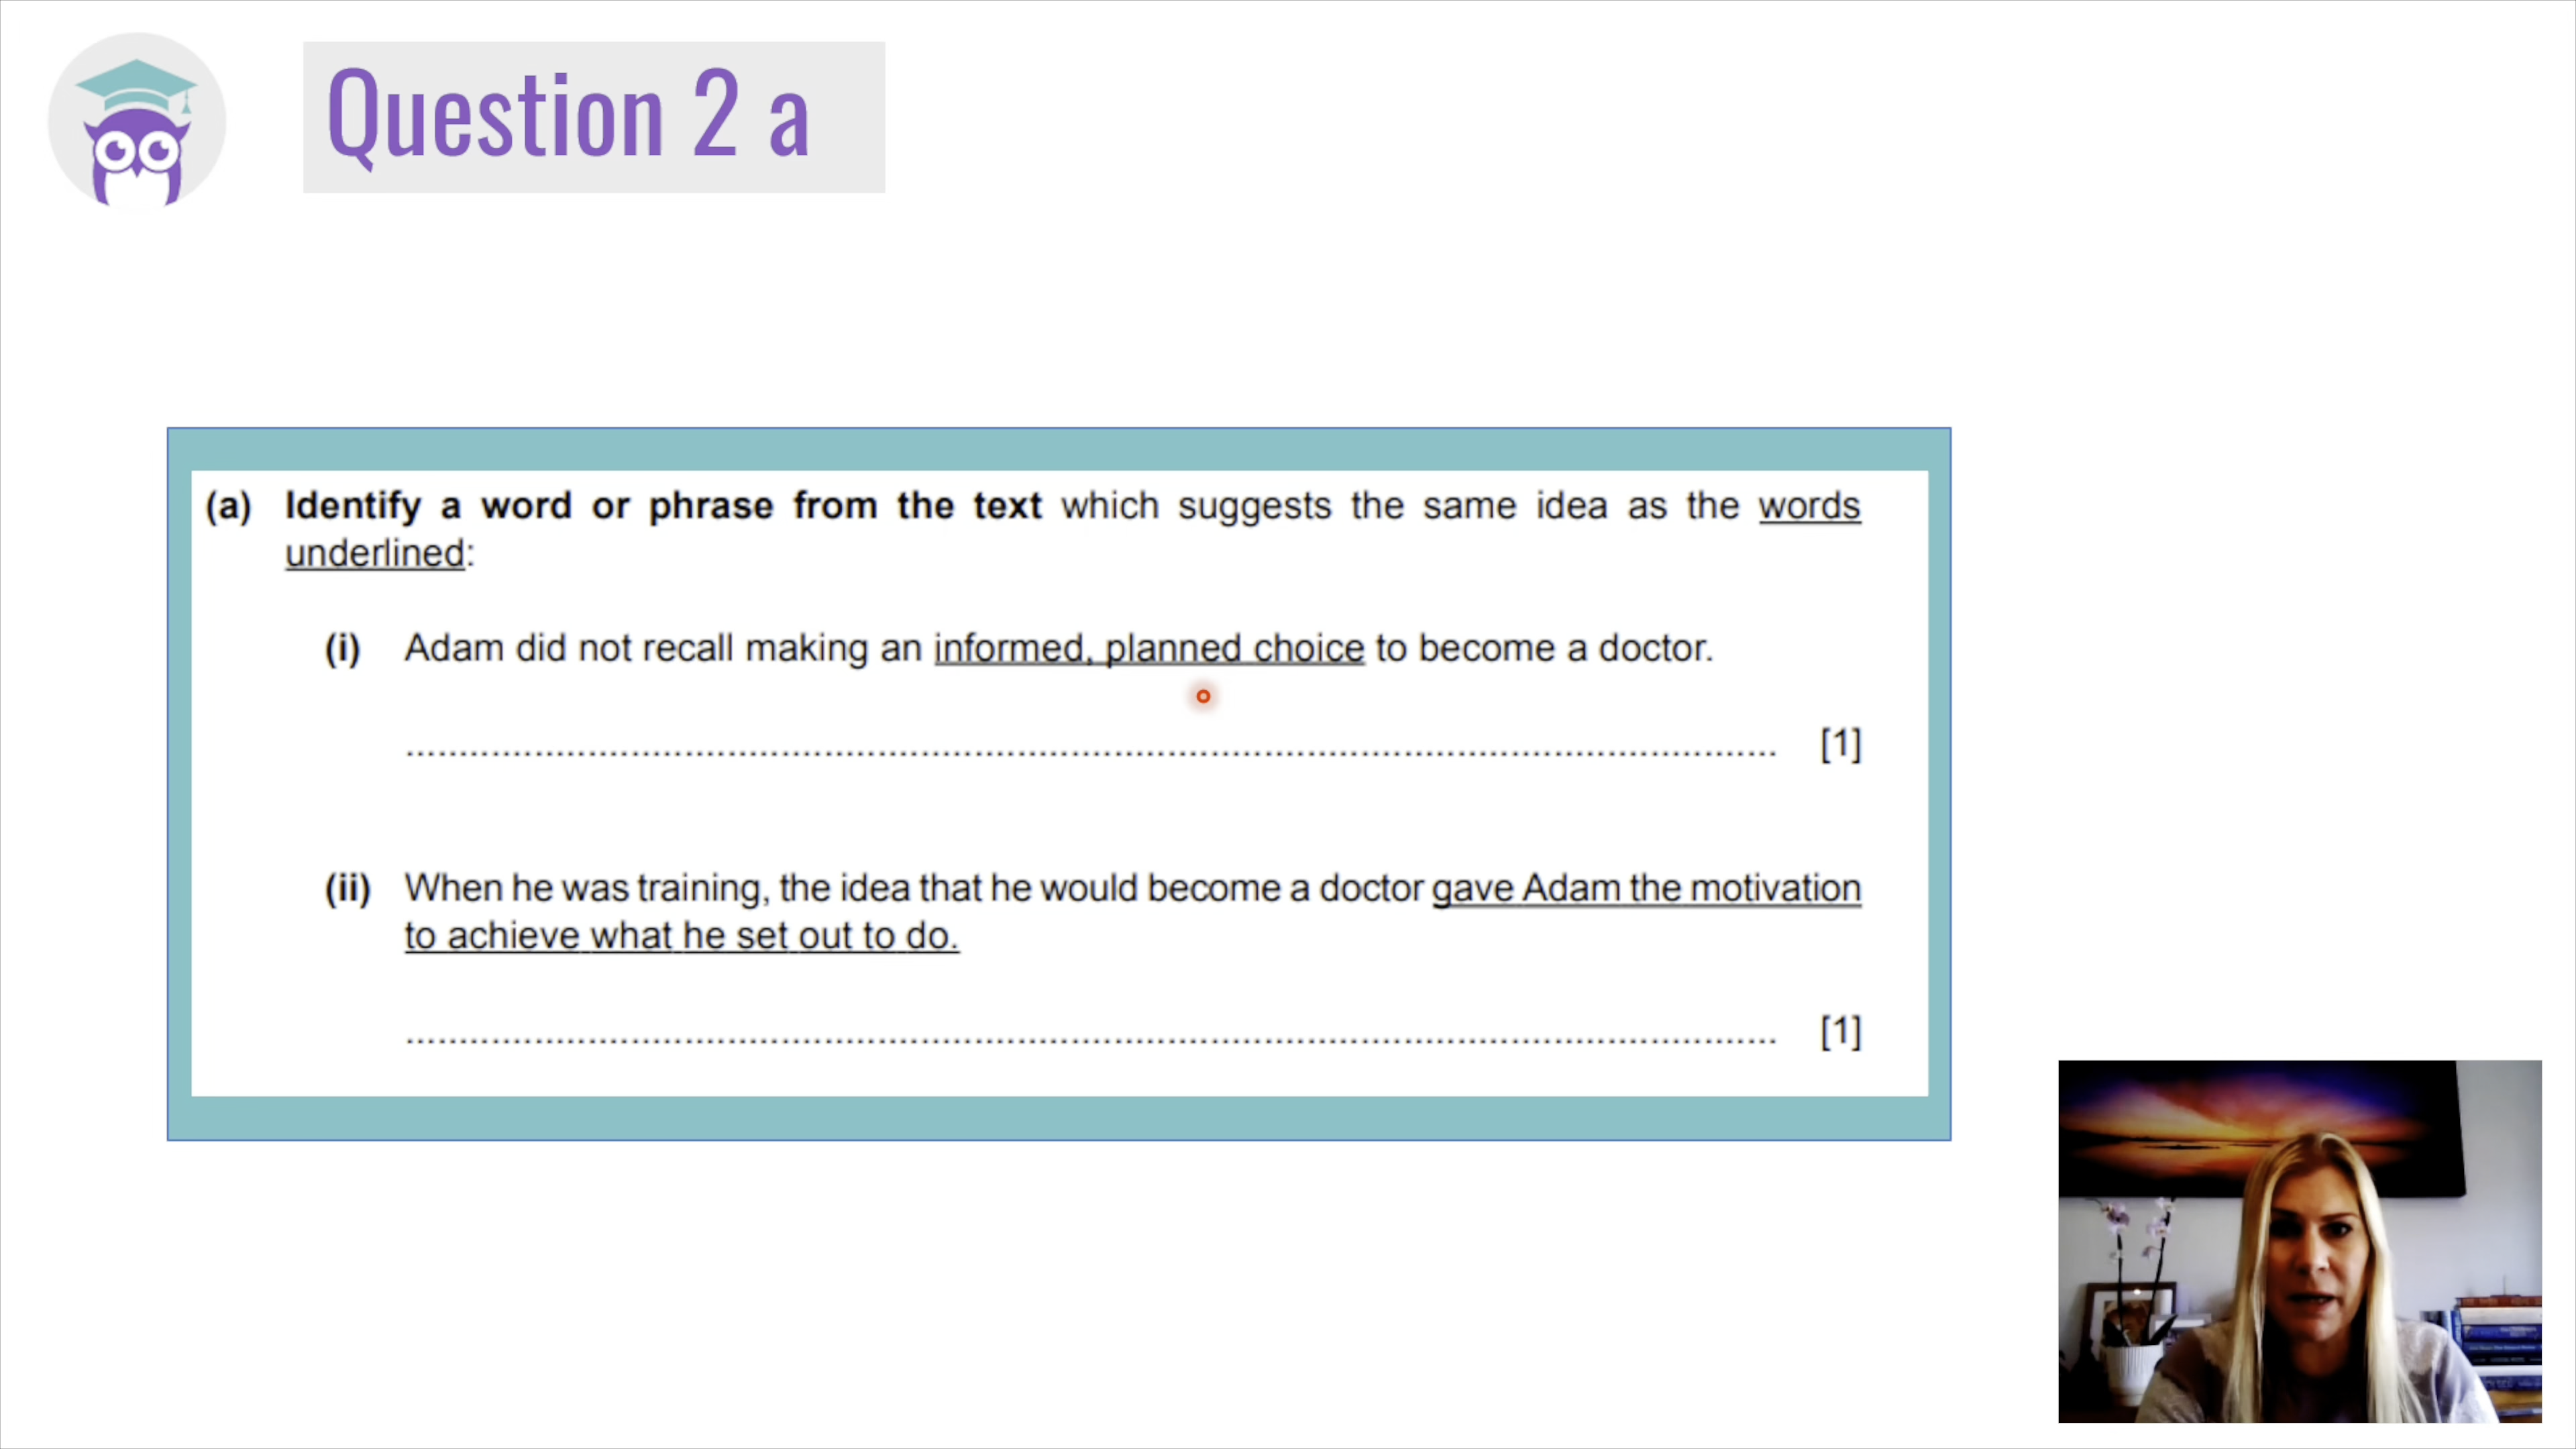 Question 2 a
(a) Identify a word or phrase from the text which suggests the same idea as the words
underlined:
(i) Adam did not recall making an informed, planned choice to become a doctor.
........................................................................................................................ [1]
(ii) When he was training, the idea that he would become a doctor gave Adam the motivation
to achieve what he set out to do.
........................................................................................................................ [1]